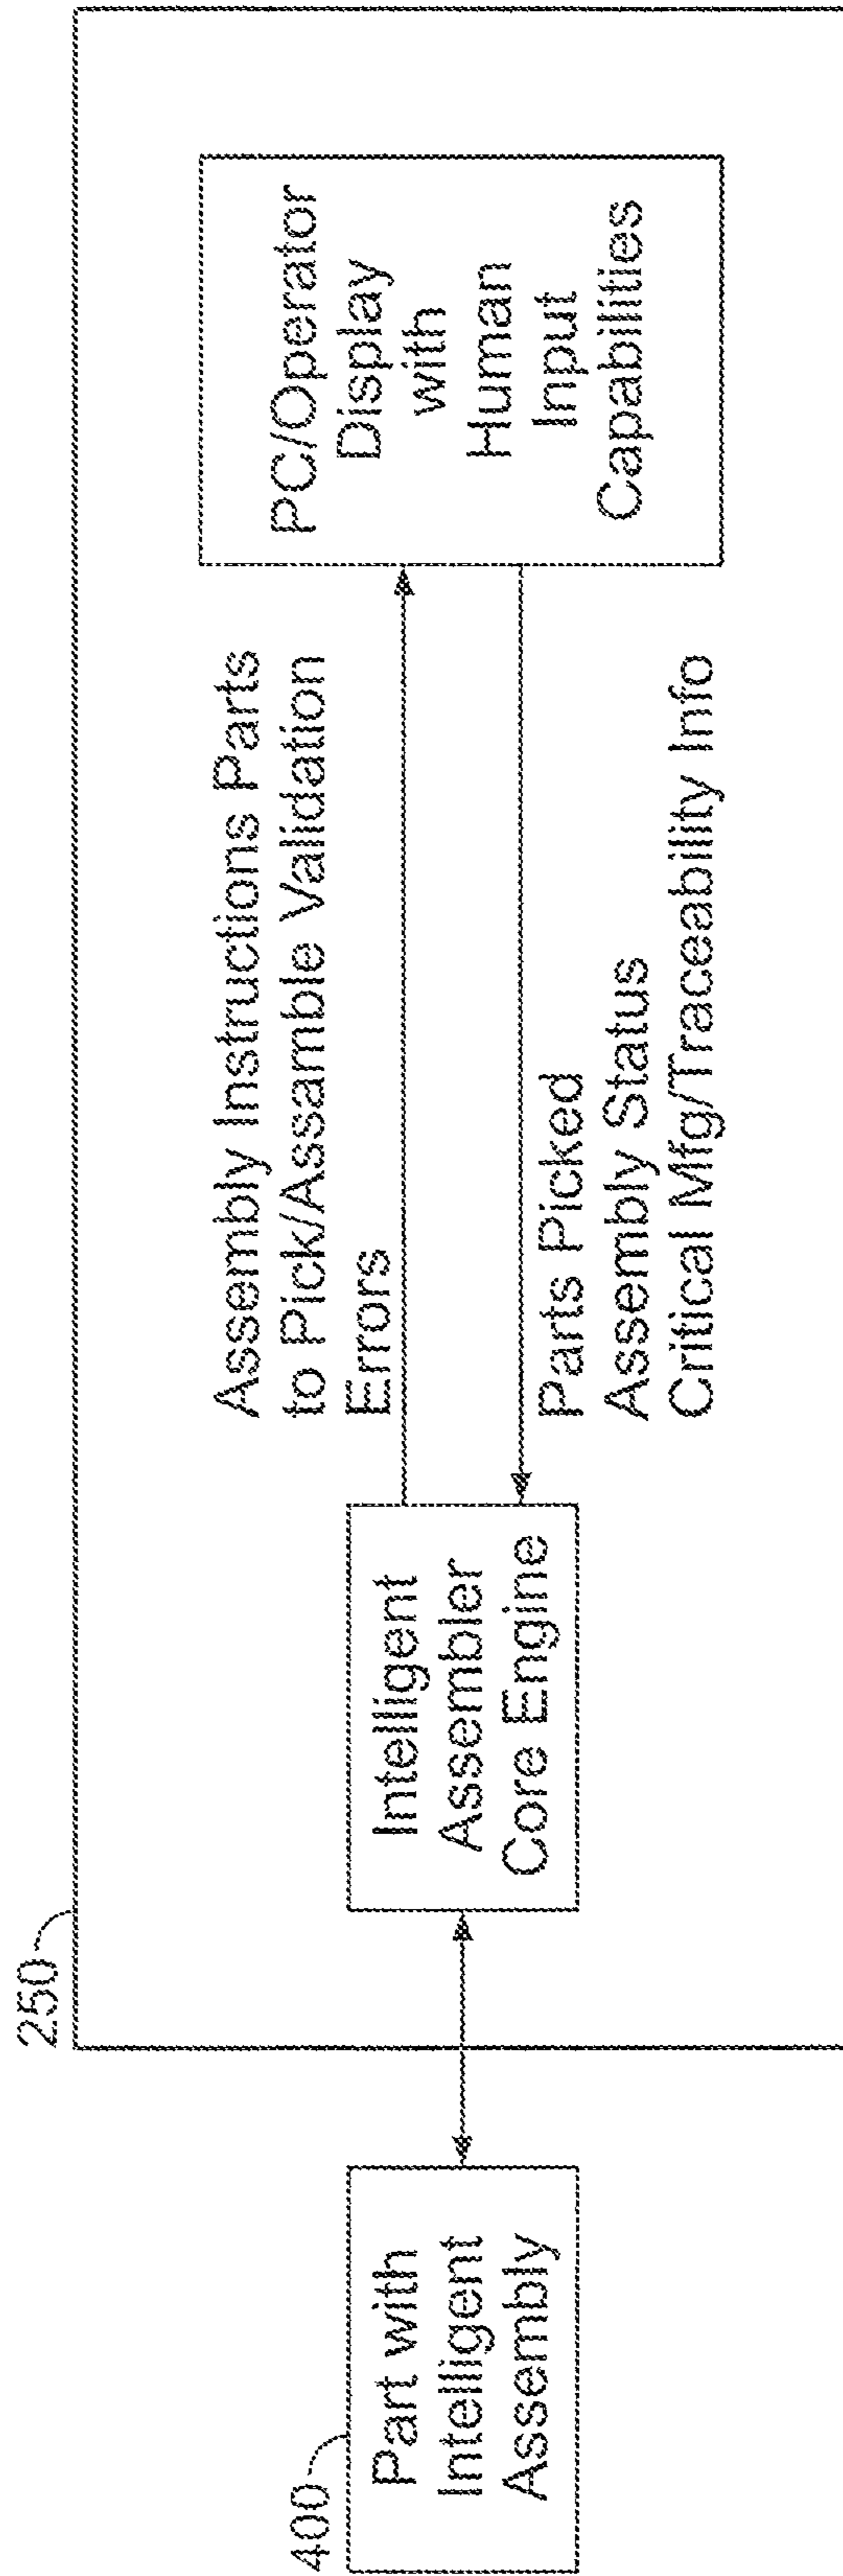 250
400
Part with
Intelligent
Assembly
Intelligent
Assembler
Core Engine
Assembly Instructions Parts
to Pick/Assamble Validation
Errors
Parts Picked
Assembly Status
Critical Mfg/Traceability Info
PC/Operator
Display
with
Human
Input
Capabilities